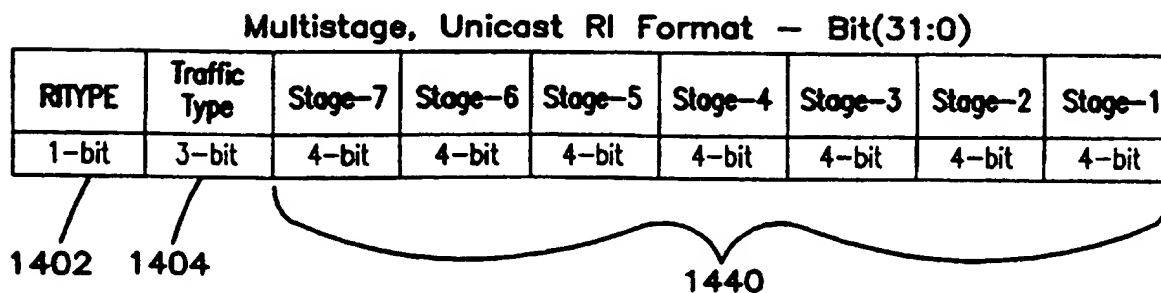 Multistage, Unicast RI Format – Bit(31:0)
RITYPE Traffic Type Stage–7 Stage–6 Stage–5 Stage–4 Stage–3 Stage–2 Stage–1
1–bit 3–bit 4–bit 4–bit 4–bit 4–bit 4–bit 4–bit 4–bit
1402 1404 1440